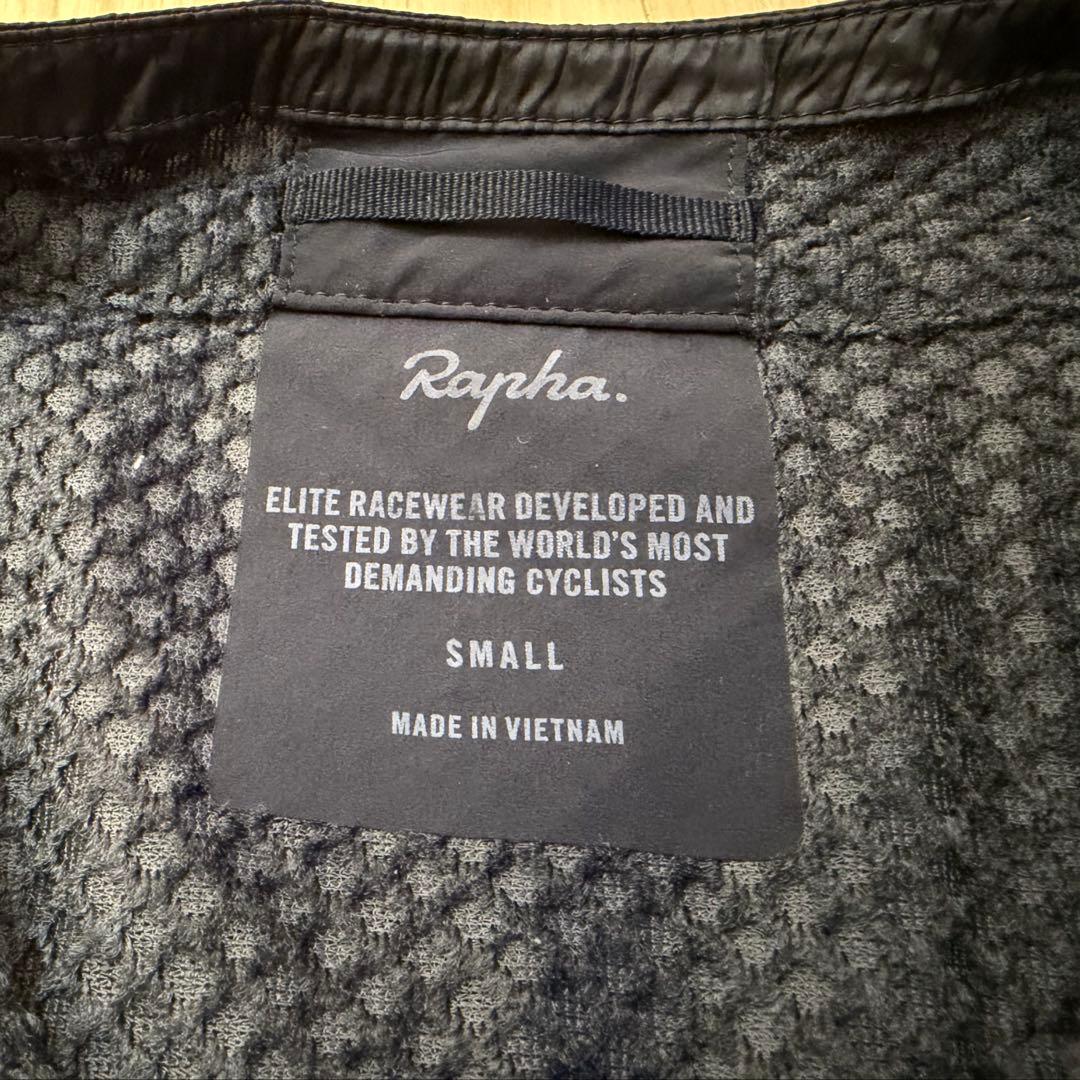 Rapha.
ELITE RACEWEAR DEVELOPED AND
TESTED BY THE WORLD'S MOST
DEMANDING CYCLISTS
SMALL
MADE IN VIETNAM